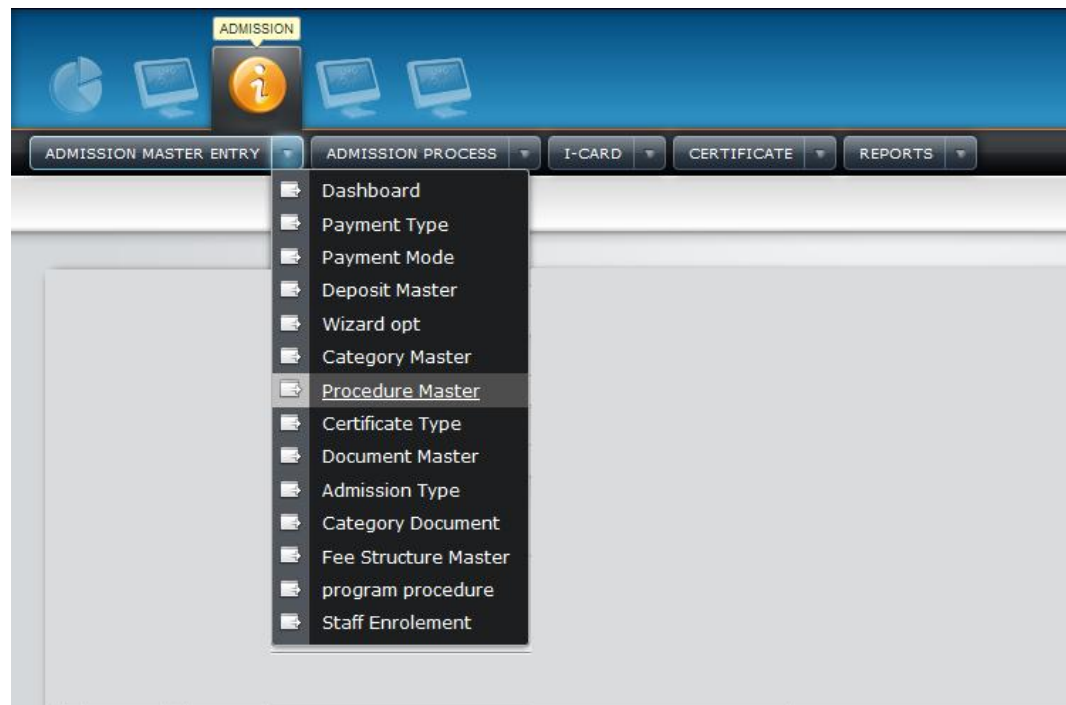 ADMISSION
ADMISSION MASTER ENTRY ADMISSION PROCESS I-CARD CERTIFICATE REPORTS
Dashboard
Payment Type
Payment Mode
Deposit Master
Wizard opt
Category Master
Procedure Master
Certificate Type
Document Master
Admission Type
Category Document
Fee Structure Master
program procedure
Staff Enrolement